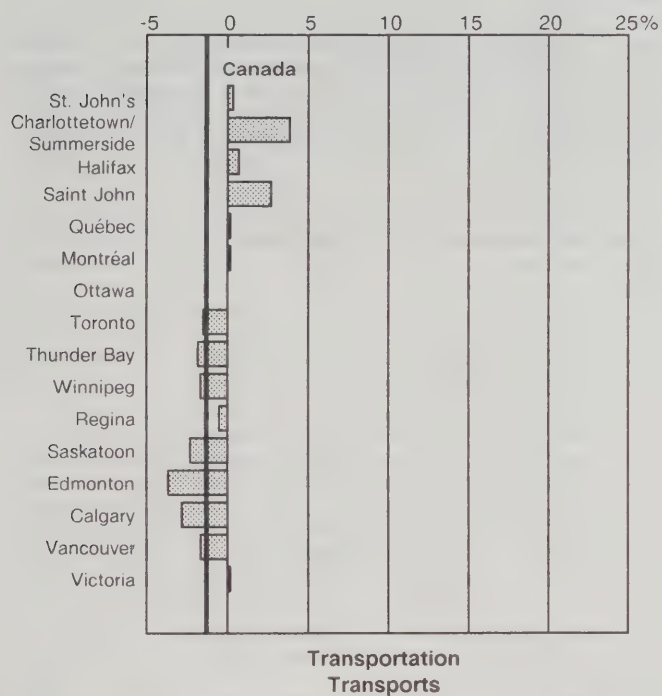 -5 0 5 10 15 20 25%
Canada
St. John's
Charlottetown/
Summerside
Halifax
Saint John
Québec
Montréal
Ottawa
Toronto
Thunder Bay
Winnipeg
Regina
Saskatoon
Edmonton
Calgary
Vancouver
Victoria
Transportation
Transports